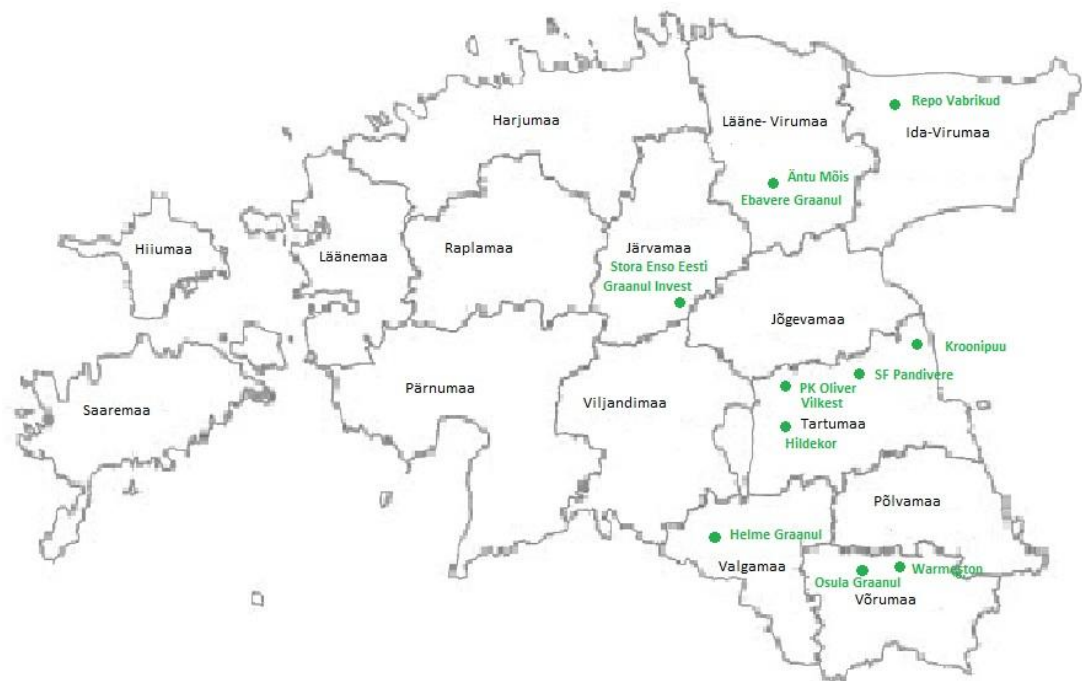 Repo Vabrikud
Harjumaa
Lääne- Virumaa
Ida-Virumaa
Äntu Mõis
Ebavere Graanul
Hiiumaa
Läänemaa
Raplamaa
Järvamaa
Stora Enso Eesti
Graanul Invest
Jõgevamaa
Kroonipuu
SF Pandivere
Pärnumaa
PK Oliver
Vilkest
Saaremaa
Viljandimaa
Tartumaa
Hildekor
Põlvamaa
Helme Graanul
Valgamaa
Warmeston
Osula Graanul
Võrumaa